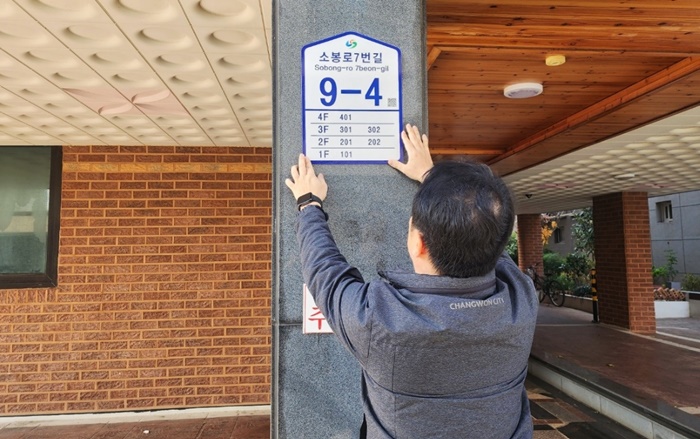 소봉로7번길
Sobong-ro 7beon-gil
9-4
4F 401
3F 301 302
2F 201 202
1F 101
CHANGWON CITY
주